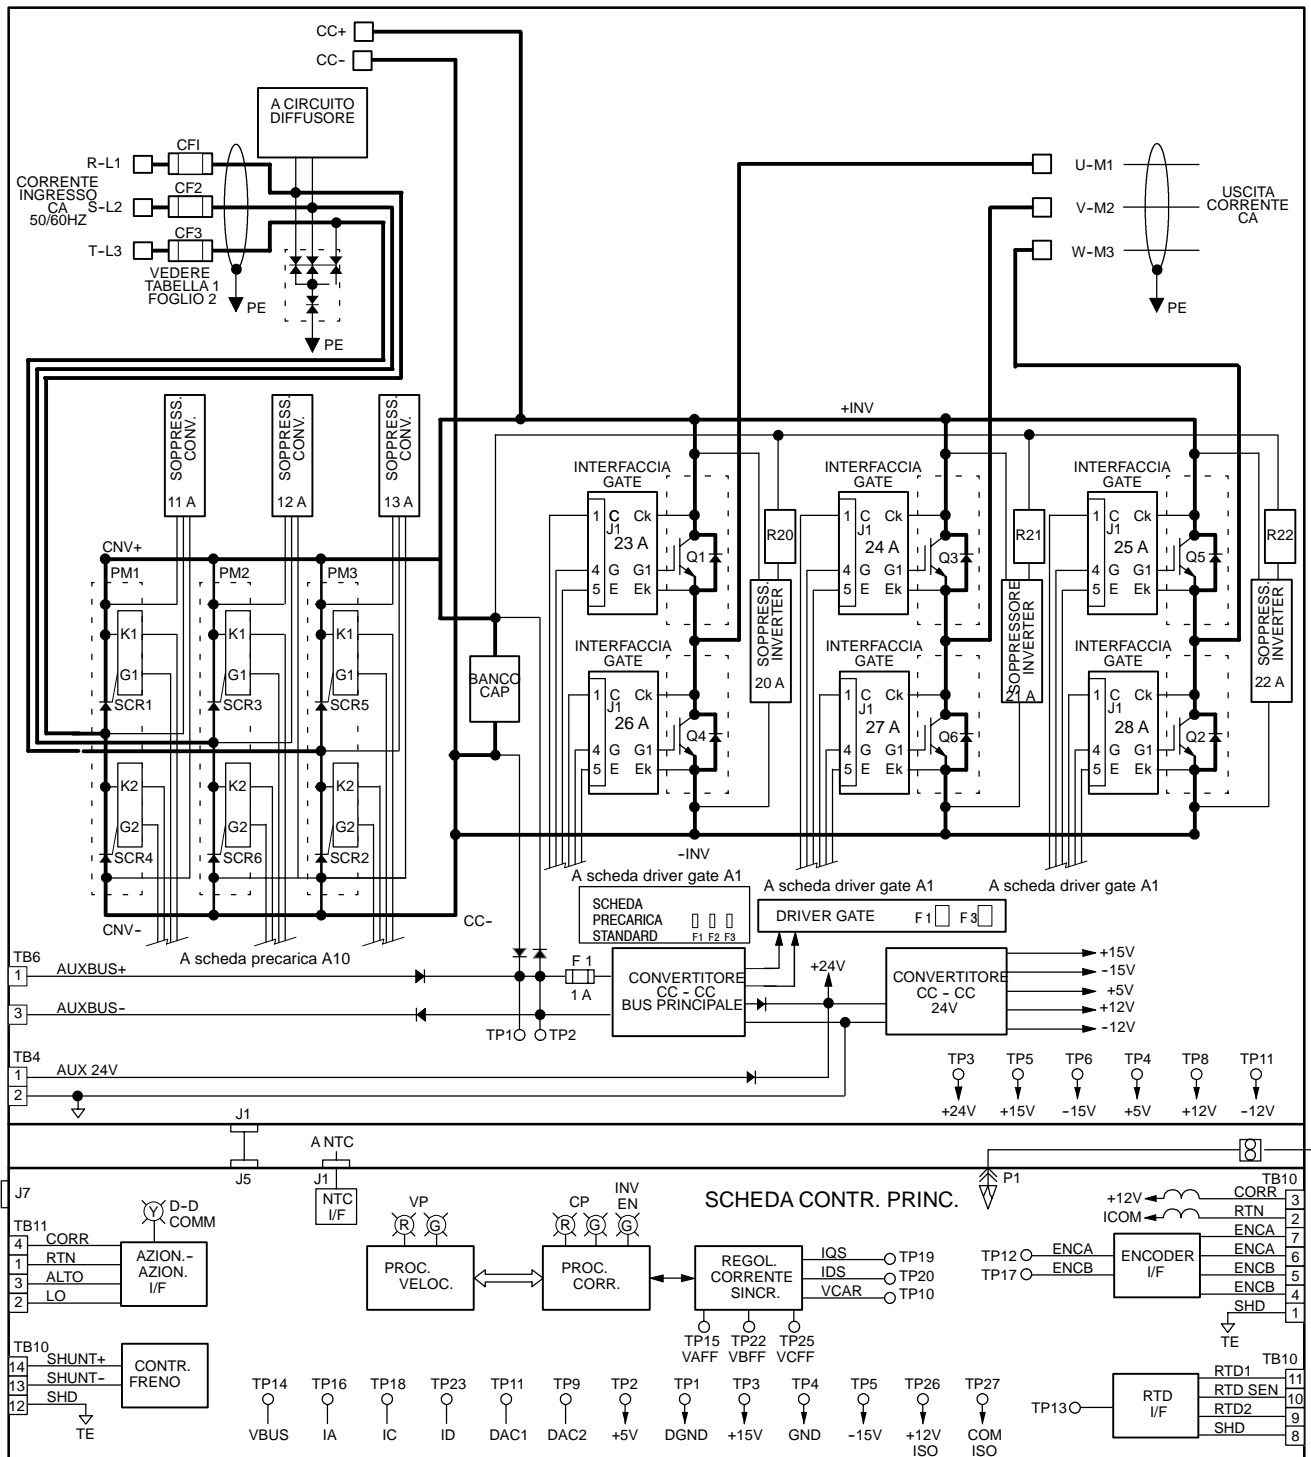 CC+
CC-
A CIRCUITO
DIFFUSORE
CF1
R-L1
CORRENTE
INGRESSO
CA
50/60HZ
CF2
S-L2
CF3
T-L3
VEDERE
TABELLA 1
FOGLIO 2
PE
PE
U-M1
V-M2
W-M3
USCITA
CORRENTE
CA
PE
SOPPRESS.
CONV.
11 A
SOPPRESS.
CONV.
12 A
SOPPRESS.
CONV.
13 A
+INV
INTERFACCIA
GATE
1 C Ck
J1
23 A
4 G G1
5 E Ek
Q1
R20
SOPPRESS.
INVERTER
20 A
INTERFACCIA
GATE
1 C Ck
J1
24 A
4 G G1
5 E Ek
Q3
R21
SOPPRESSORE
INVERTER
21 A
INTERFACCIA
GATE
1 C Ck
J1
25 A
4 G G1
5 E Ek
Q5
R22
SOPPRESS.
INVERTER
22 A
CNV+
PM1
PM2
PM3
K1
G1
SCR1
K1
G1
SCR3
K1
G1
SCR5
BANCO
CAP
INTERFACCIA
GATE
1 C Ck
J1
26 A
4 G G1
5 E Ek
Q4
INTERFACCIA
GATE
1 C Ck
J1
27 A
4 G G1
5 E Ek
Q6
INTERFACCIA
GATE
1 C Ck
J1
28 A
4 G G1
5 E Ek
Q2
K2
G2
SCR4
K2
G2
SCR6
K2
G2
SCR2
-INV
CNV-
CC-
A scheda precarica A10
A scheda driver gate A1
A scheda driver gate A1
A scheda driver gate A1
SCHEDA
PRECARICA
STANDARD
F1 F2 F3
DRIVER GATE
F 1
F 3
TB6
1
AUXBUS+
3
AUXBUS-
F 1
1 A
TP1
TP2
CONVERTITORE
CC - CC
BUS PRINCIPALE
+24V
CONVERTITORE
CC - CC
24V
+15V
-15V
+5V
+12V
-12V
TB4
1
AUX 24V
2
TP3
+24V
TP5
+15V
TP6
-15V
TP4
+5V
TP8
+12V
TP11
-12V
J1
J5
A NTC
J1
NTC
I/F
P1
8
J7
SCHEDA CONTR. PRINC.
Y
D-D
COMM
TB11
4 CORR
1 RTN
3 ALTO
2 LO
AZION.-
AZION.
I/F
VP
R
G
PROC.
VELOC.
CP
R
G
INV
EN
G
PROC.
CORR.
REGOL.
CORRENTE
SINCR.
IQS
TP19
IDS
TP20
VCAR
TP10
TP15
VAFF
TP22
VBFF
TP25
VCFF
+12V
ICOM
TP12
ENCA
TP17
ENCB
ENCODER
I/F
TB10
CORR 3
RTN 2
ENCA 7
ENCA 6
ENCB 5
ENCB 4
SHD 1
TE
TB10
14 SHUNT+
13 SHUNT-
12 SHD
TE
CONTR.
FRENO
TP14
VBUS
TP16
IA
TP18
IC
TP23
ID
TP11
DAC1
TP9
DAC2
TP2
+5V
TP1
DGND
TP3
+15V
TP4
GND
TP5
-15V
TP26
+12V
ISO
TP27
COM
ISO
TP13
RTD
I/F
TB10
RTD1 11
RTD SEN 10
RTD2 9
SHD 8